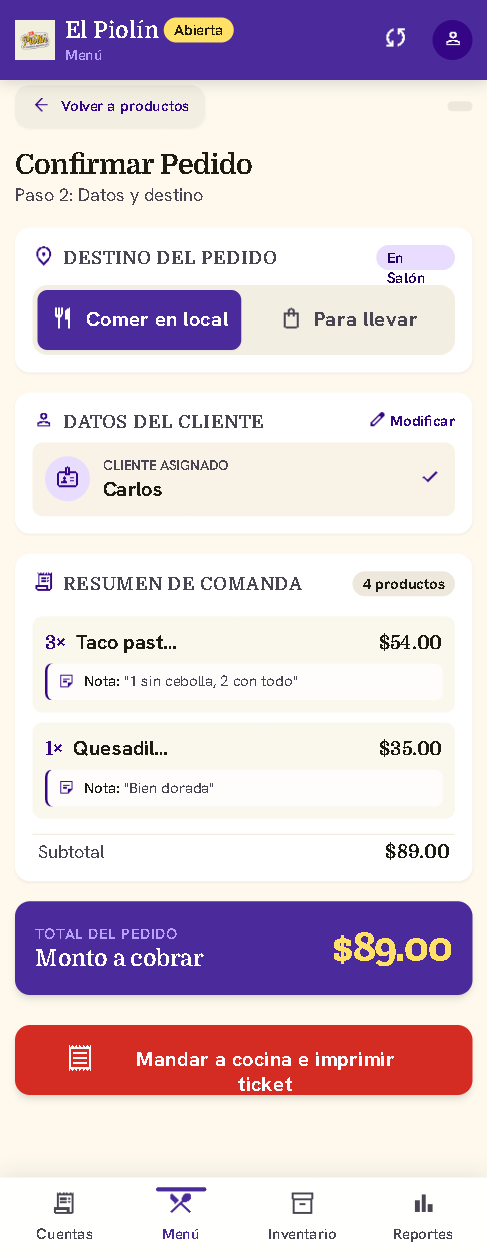 El Piolín Abierta
Menú
Volver a productos
Confirmar Pedido
Paso 2: Datos y destino
DESTINO DEL PEDIDO
En
Salón
Comer en local
Para llevar
DATOS DEL CLIENTE
Modificar
CLIENTE ASIGNADO
Carlos
RESUMEN DE COMANDA
4 productos
3× Taco past... $54.00
Nota: "1 sin cebolla, 2 con todo"
1× Quesadil... $35.00
Nota: "Bien dorada"
Subtotal $89.00
TOTAL DEL PEDIDO
Monto a cobrar $89.00
Mandar a cocina e imprimir
ticket
Cuentas Menú Inventario Reportes